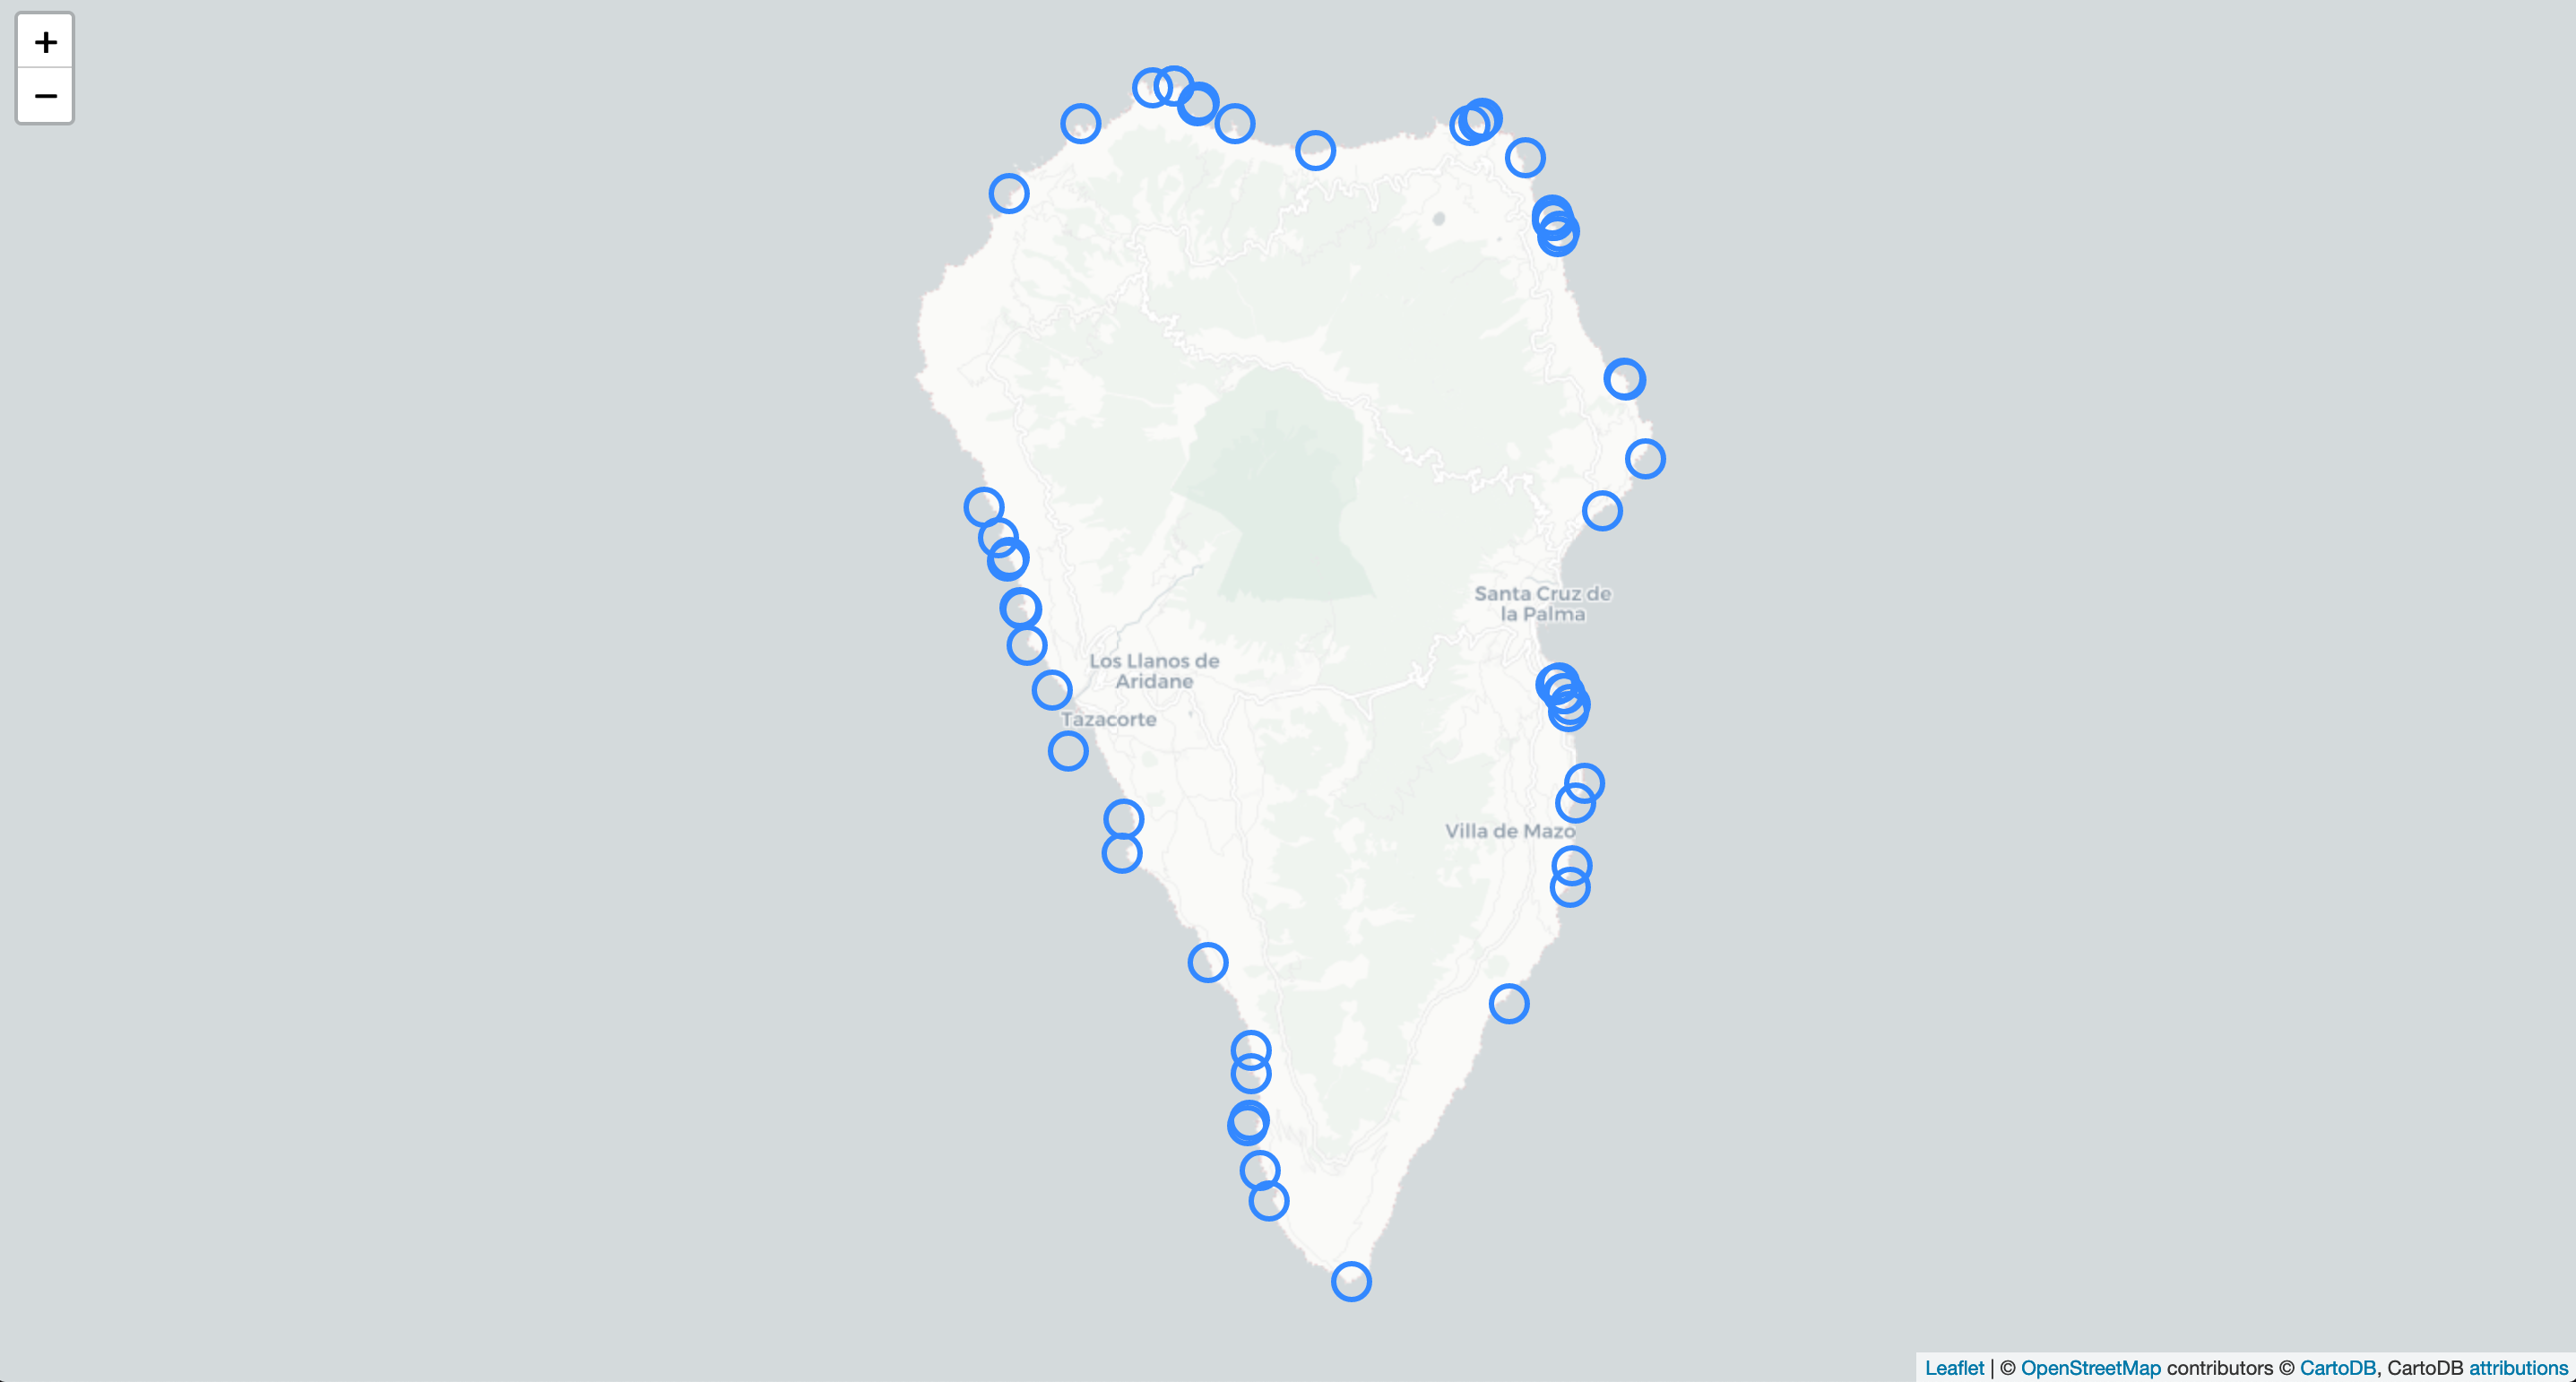 +
−
Santa Cruz de
la Palma
Los Llanos de
Aridane
Tazacorte
Villa de Mazo
Leaflet | © OpenStreetMap contributors © CartoDB, CartoDB attributions